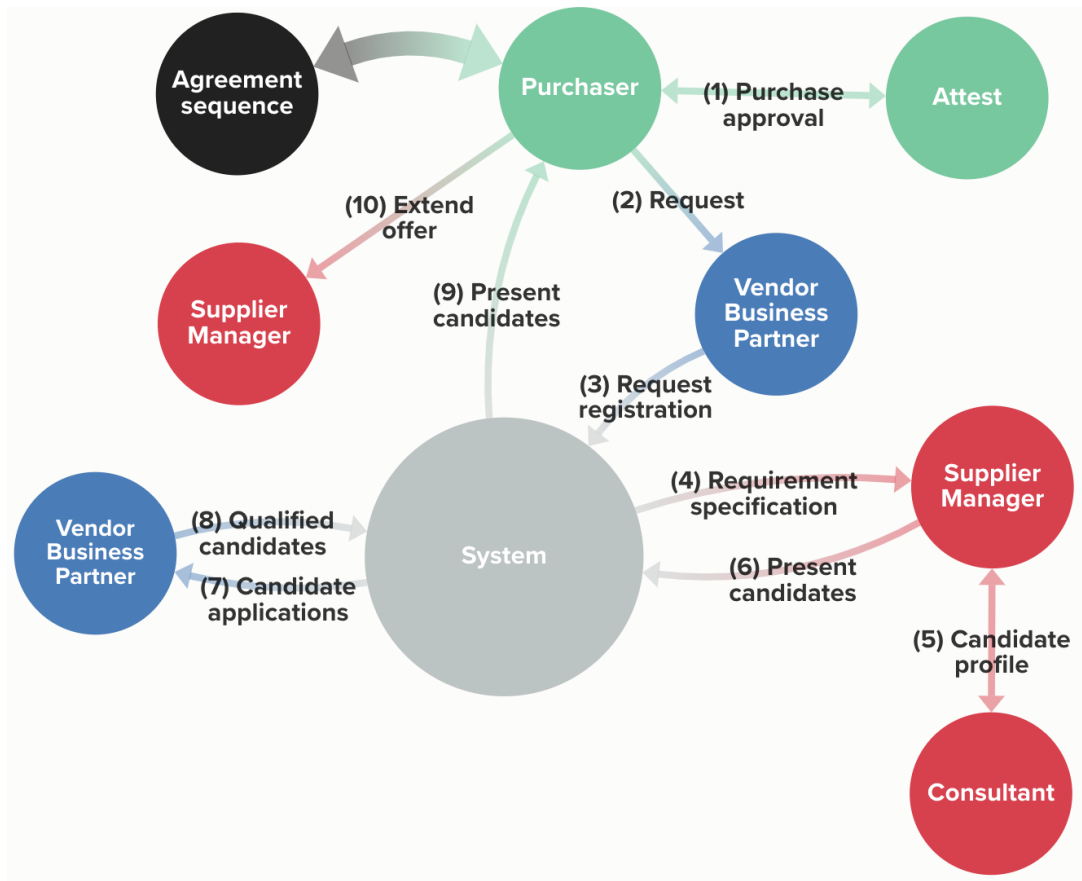 Agreement
sequence
Purchaser
(1) Purchase
approval
Attest
(10) Extend
offer
(2) Request
Supplier
Manager
(9) Present
candidates
Vendor
Business
Partner
(3) Request
registration
(4) Requirement
specification
Supplier
Manager
Vendor
Business
Partner
(8) Qualified
candidates
System
(7) Candidate
applications
(6) Present
candidates
(5) Candidate
profile
Consultant